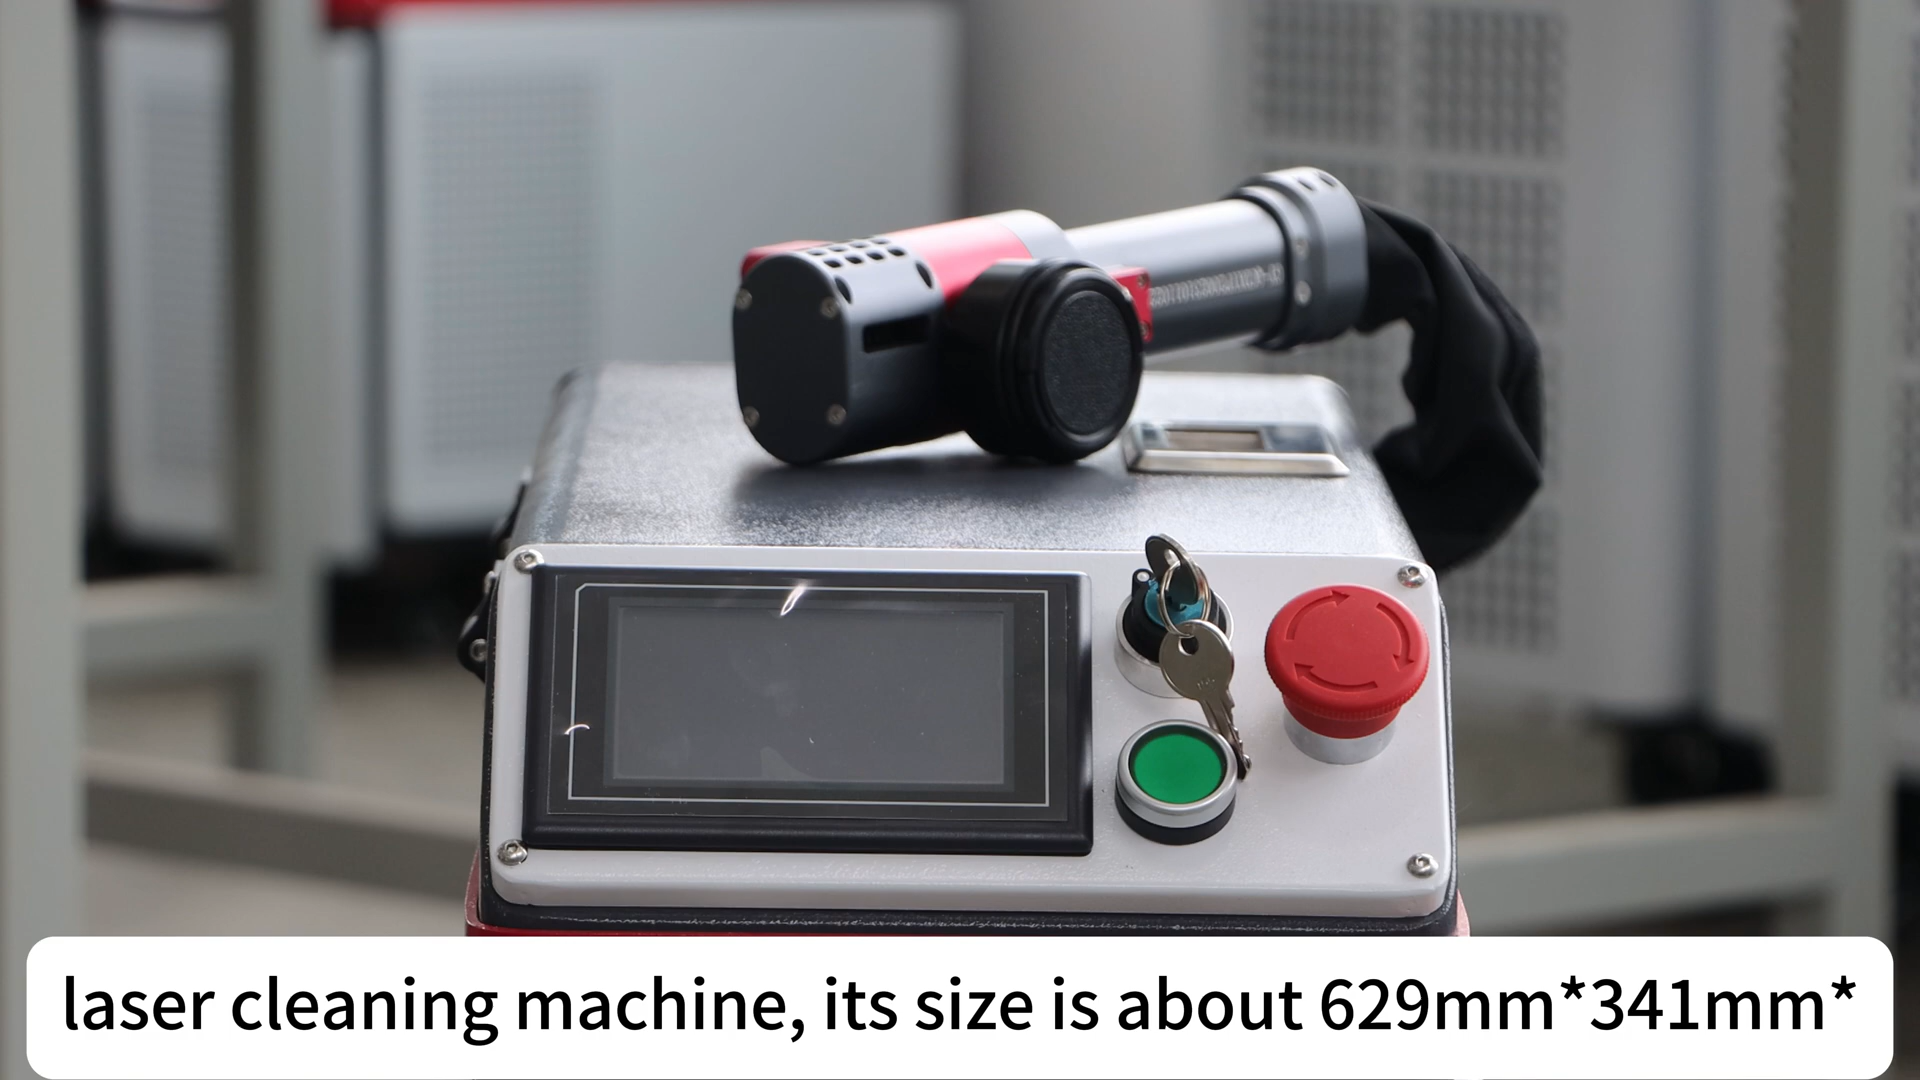 laser cleaning machine, its size is about 629mm*341mm*